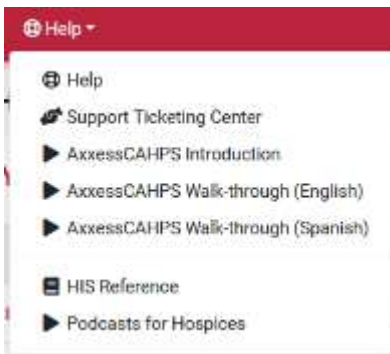 Help
Help
Support Ticketing Center
AxxessCAHPS Introduction
AxxessCAHPS Walk-through (English)
AxxessCAHPS Walk-through (Spanish)
HIS Reference
Podcasts for Hospices